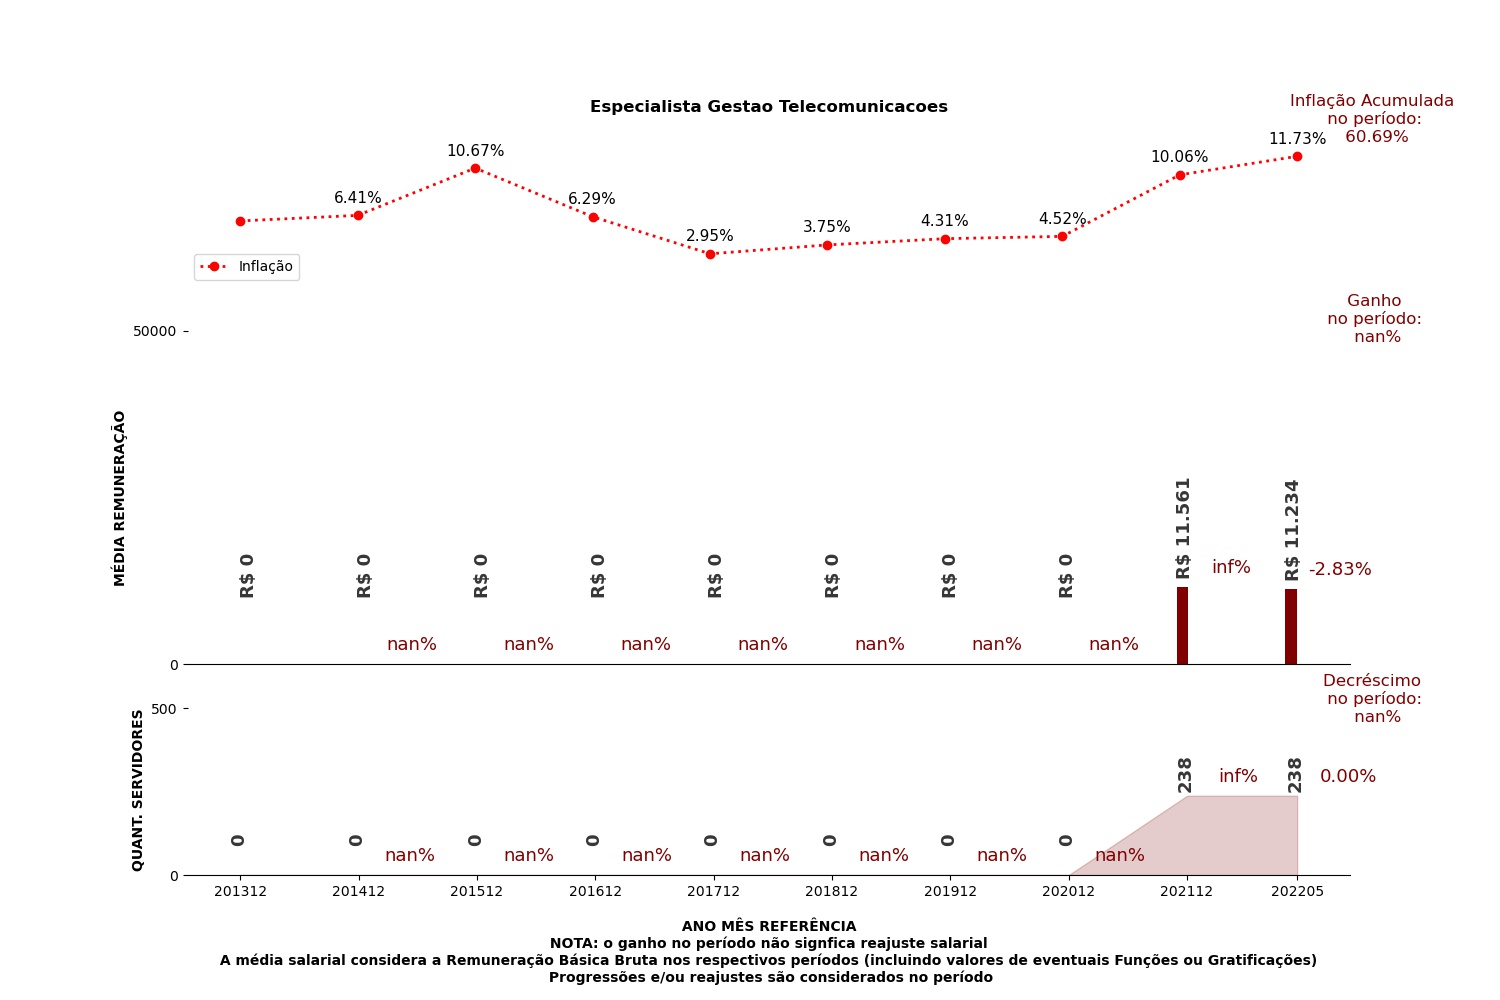 Especialista Gestao Telecomunicacoes
Inflação Acumulada
no período:
60.69%
6.41%
10.67%
6.29%
2.95%
3.75%
4.31%
4.52%
10.06%
11.73%
Inflação
Ganho
no período:
nan%
50000
0
MÉDIA REMUNERAÇÃO
R$ 0
R$ 0
R$ 0
R$ 0
R$ 0
R$ 0
R$ 0
R$ 0
R$ 11.561
R$ 11.234
nan%
nan%
nan%
nan%
nan%
nan%
nan%
inf%
-2.83%
Decréscimo
no período:
nan%
500
0
QUANT. SERVIDORES
0
0
0
0
0
0
0
0
238
238
nan%
nan%
nan%
nan%
nan%
nan%
nan%
inf%
0.00%
201312
201412
201512
201612
201712
201812
201912
202012
202112
202205
ANO MÊS REFERÊNCIA
NOTA: o ganho no período não signfica reajuste salarial
A média salarial considera a Remuneração Básica Bruta nos respectivos períodos (incluindo valores de eventuais Funções ou Gratificações)
Progressões e/ou reajustes são considerados no período